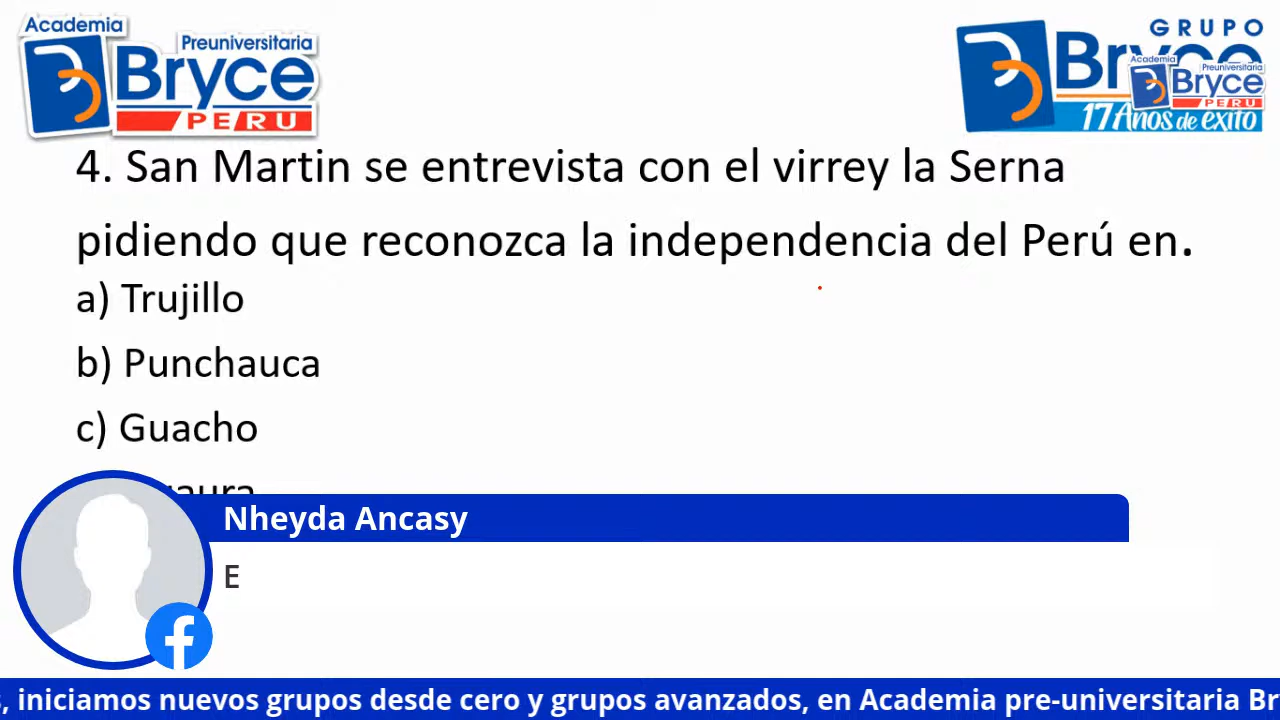 Academia
Preuniversitaria
Bryce
PERU
GRUPO
Academia
Preuniversitaria
Bryce
PERU
17 Años de éxito
4. San Martin se entrevista con el virrey la Serna
pidiendo que reconozca la independencia del Perú en.
a) Trujillo
b) Punchauca
c) Guacho
Nheyda Ancasy
E
, iniciamos nuevos grupos desde cero y grupos avanzados, en Academia pre-universitaria Br